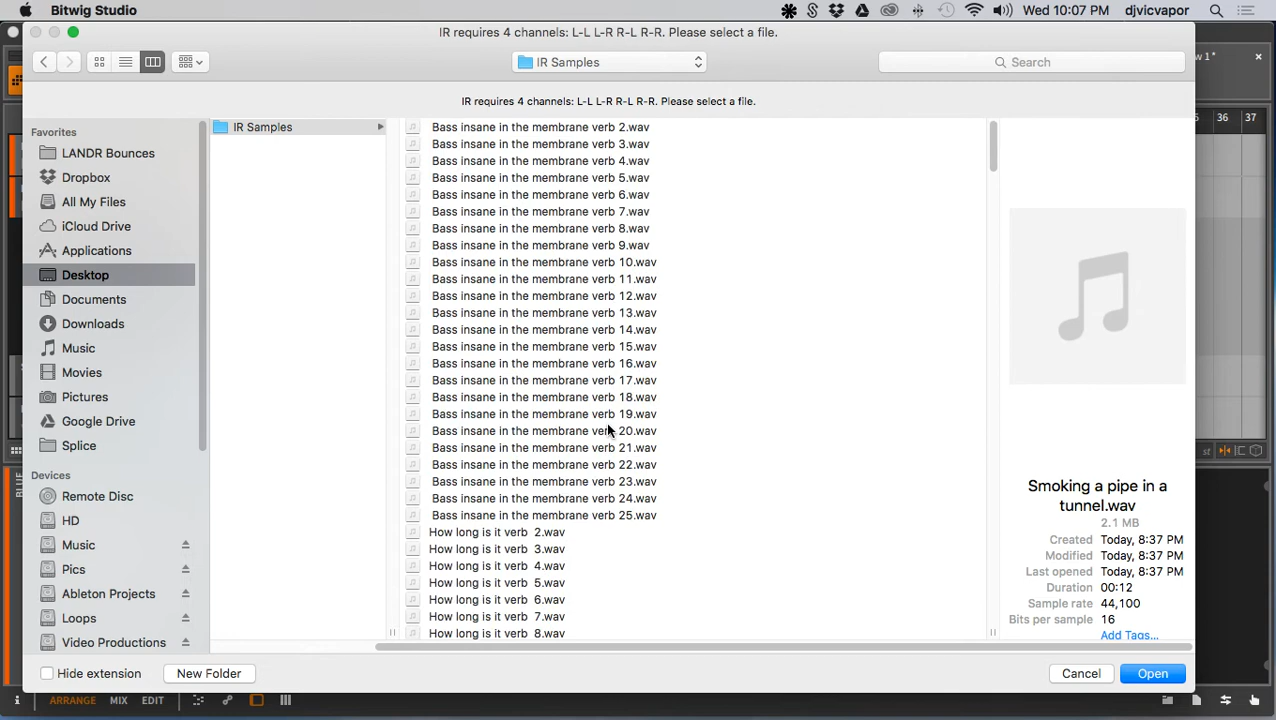 Bitwig Studio
Wed 10:07 PM
djvicvapor
IR requires 4 channels: L-L L-R R-L R-R. Please select a file.
IR Samples
Search
IR requires 4 channels: L-L L-R R-L R-R. Please select a file.
36 37
Favorites
LANDR Bounces
Dropbox
All My Files
iCloud Drive
Applications
Desktop
Documents
Downloads
Music
Movies
Pictures
Google Drive
Splice
Devices
Remote Disc
HD
Music
Pics
Ableton Projects
Loops
Video Productions
IR Samples
Bass insane in the membrane verb 2.wav
Bass insane in the membrane verb 3.wav
Bass insane in the membrane verb 4.wav
Bass insane in the membrane verb 5.wav
Bass insane in the membrane verb 6.wav
Bass insane in the membrane verb 7.wav
Bass insane in the membrane verb 8.wav
Bass insane in the membrane verb 9.wav
Bass insane in the membrane verb 10.wav
Bass insane in the membrane verb 11.wav
Bass insane in the membrane verb 12.wav
Bass insane in the membrane verb 13.wav
Bass insane in the membrane verb 14.wav
Bass insane in the membrane verb 15.wav
Bass insane in the membrane verb 16.wav
Bass insane in the membrane verb 17.wav
Bass insane in the membrane verb 18.wav
Bass insane in the membrane verb 19.wav
Bass insane in the membrane verb 20.wav
Bass insane in the membrane verb 21.wav
Bass insane in the membrane verb 22.wav
Bass insane in the membrane verb 23.wav
Bass insane in the membrane verb 24.wav
Bass insane in the membrane verb 25.wav
How long is it verb 2.wav
How long is it verb 3.wav
How long is it verb 4.wav
How long is it verb 5.wav
How long is it verb 6.wav
How long is it verb 7.wav
How long is it verb 8.wav
Smoking a pipe in a
tunnel.wav
2.1 MB
Created Today, 8:37 PM
Modified Today, 8:37 PM
Last opened Today, 8:37 PM
Duration 00:12
Sample rate 44,100
Bits per sample 16
Add Tags...
Hide extension
New Folder
Cancel
Open
ARRANGE MIX EDIT